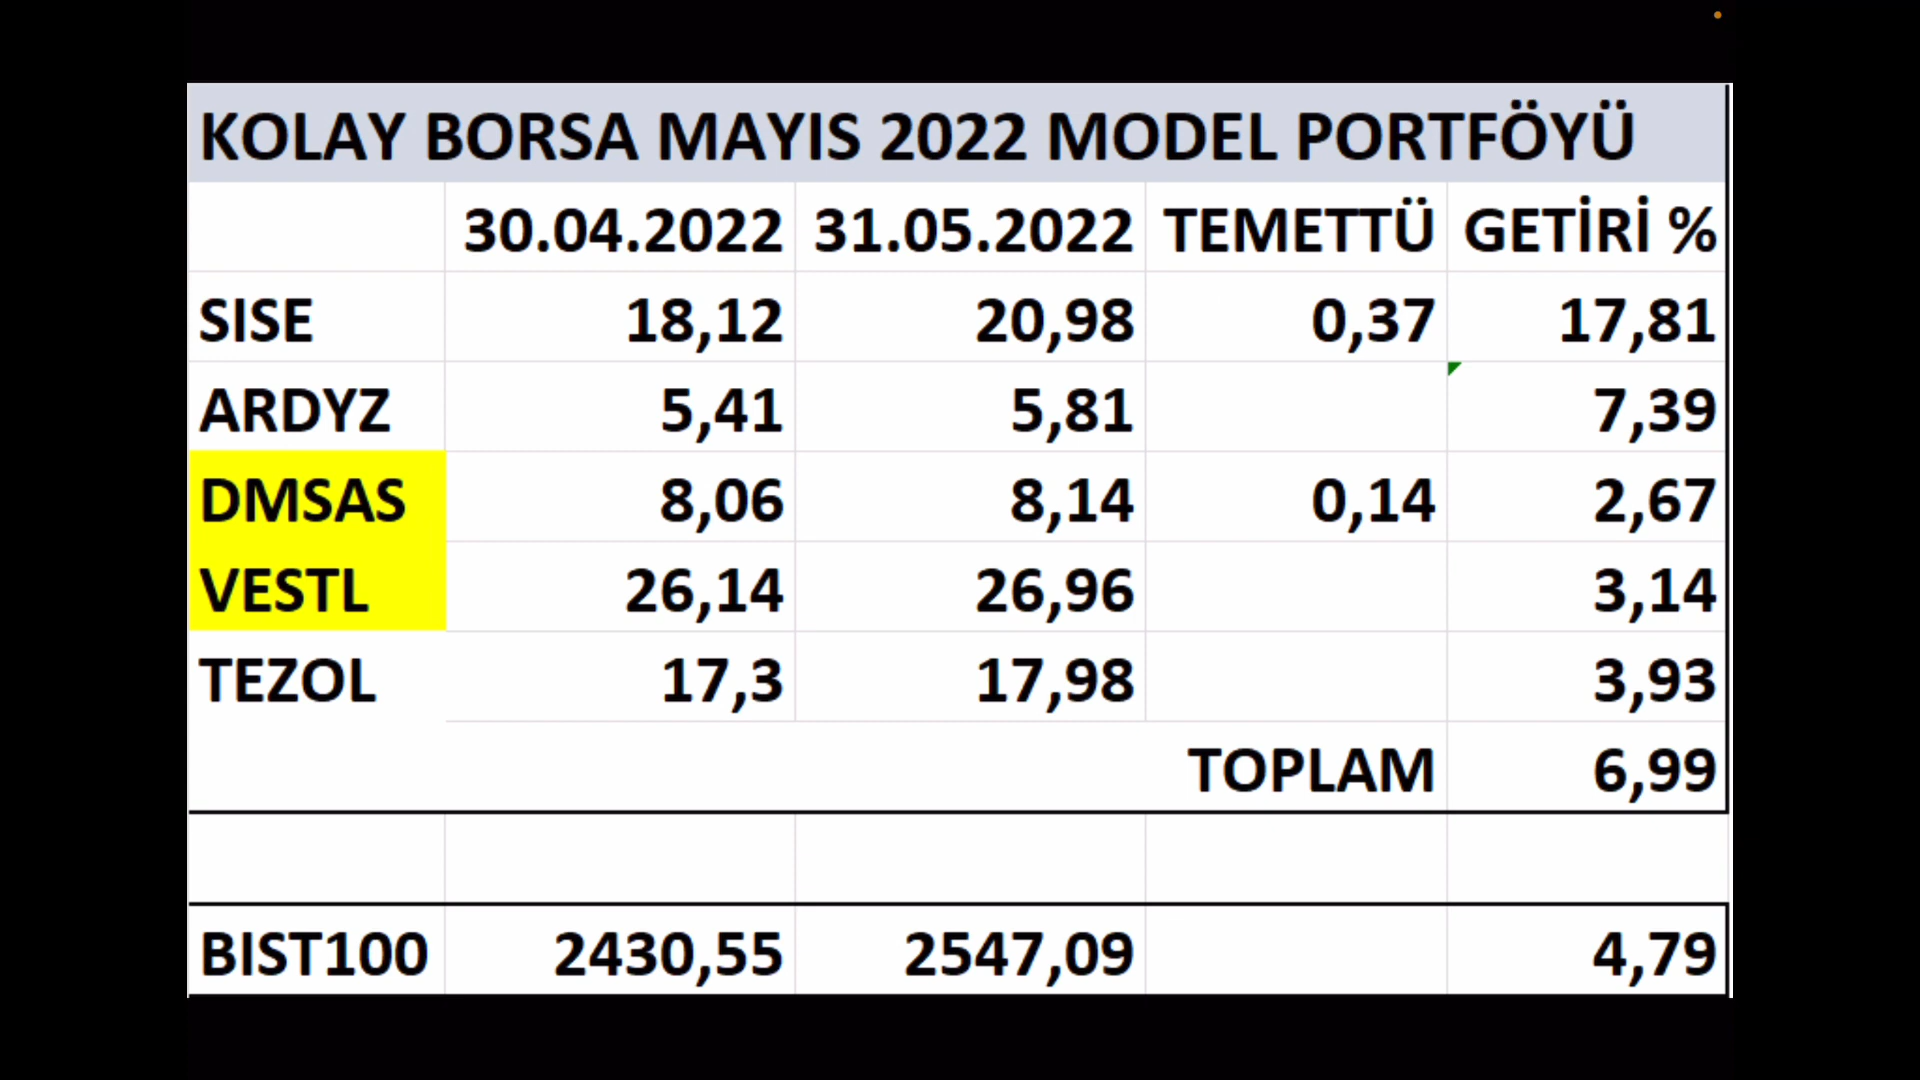 KOLAY BORSA MAYIS 2022 MODEL PORTFÖYÜ
30.04.2022 31.05.2022 TEMETTÜ GETİRİ %
SISE 18,12 20,98 0,37 17,81
ARDYZ 5,41 5,81 7,39
DMSAS 8,06 8,14 0,14 2,67
VESTL 26,14 26,96 3,14
TEZOL 17,3 17,98 3,93
TOPLAM 6,99
BIST100 2430,55 2547,09 4,79